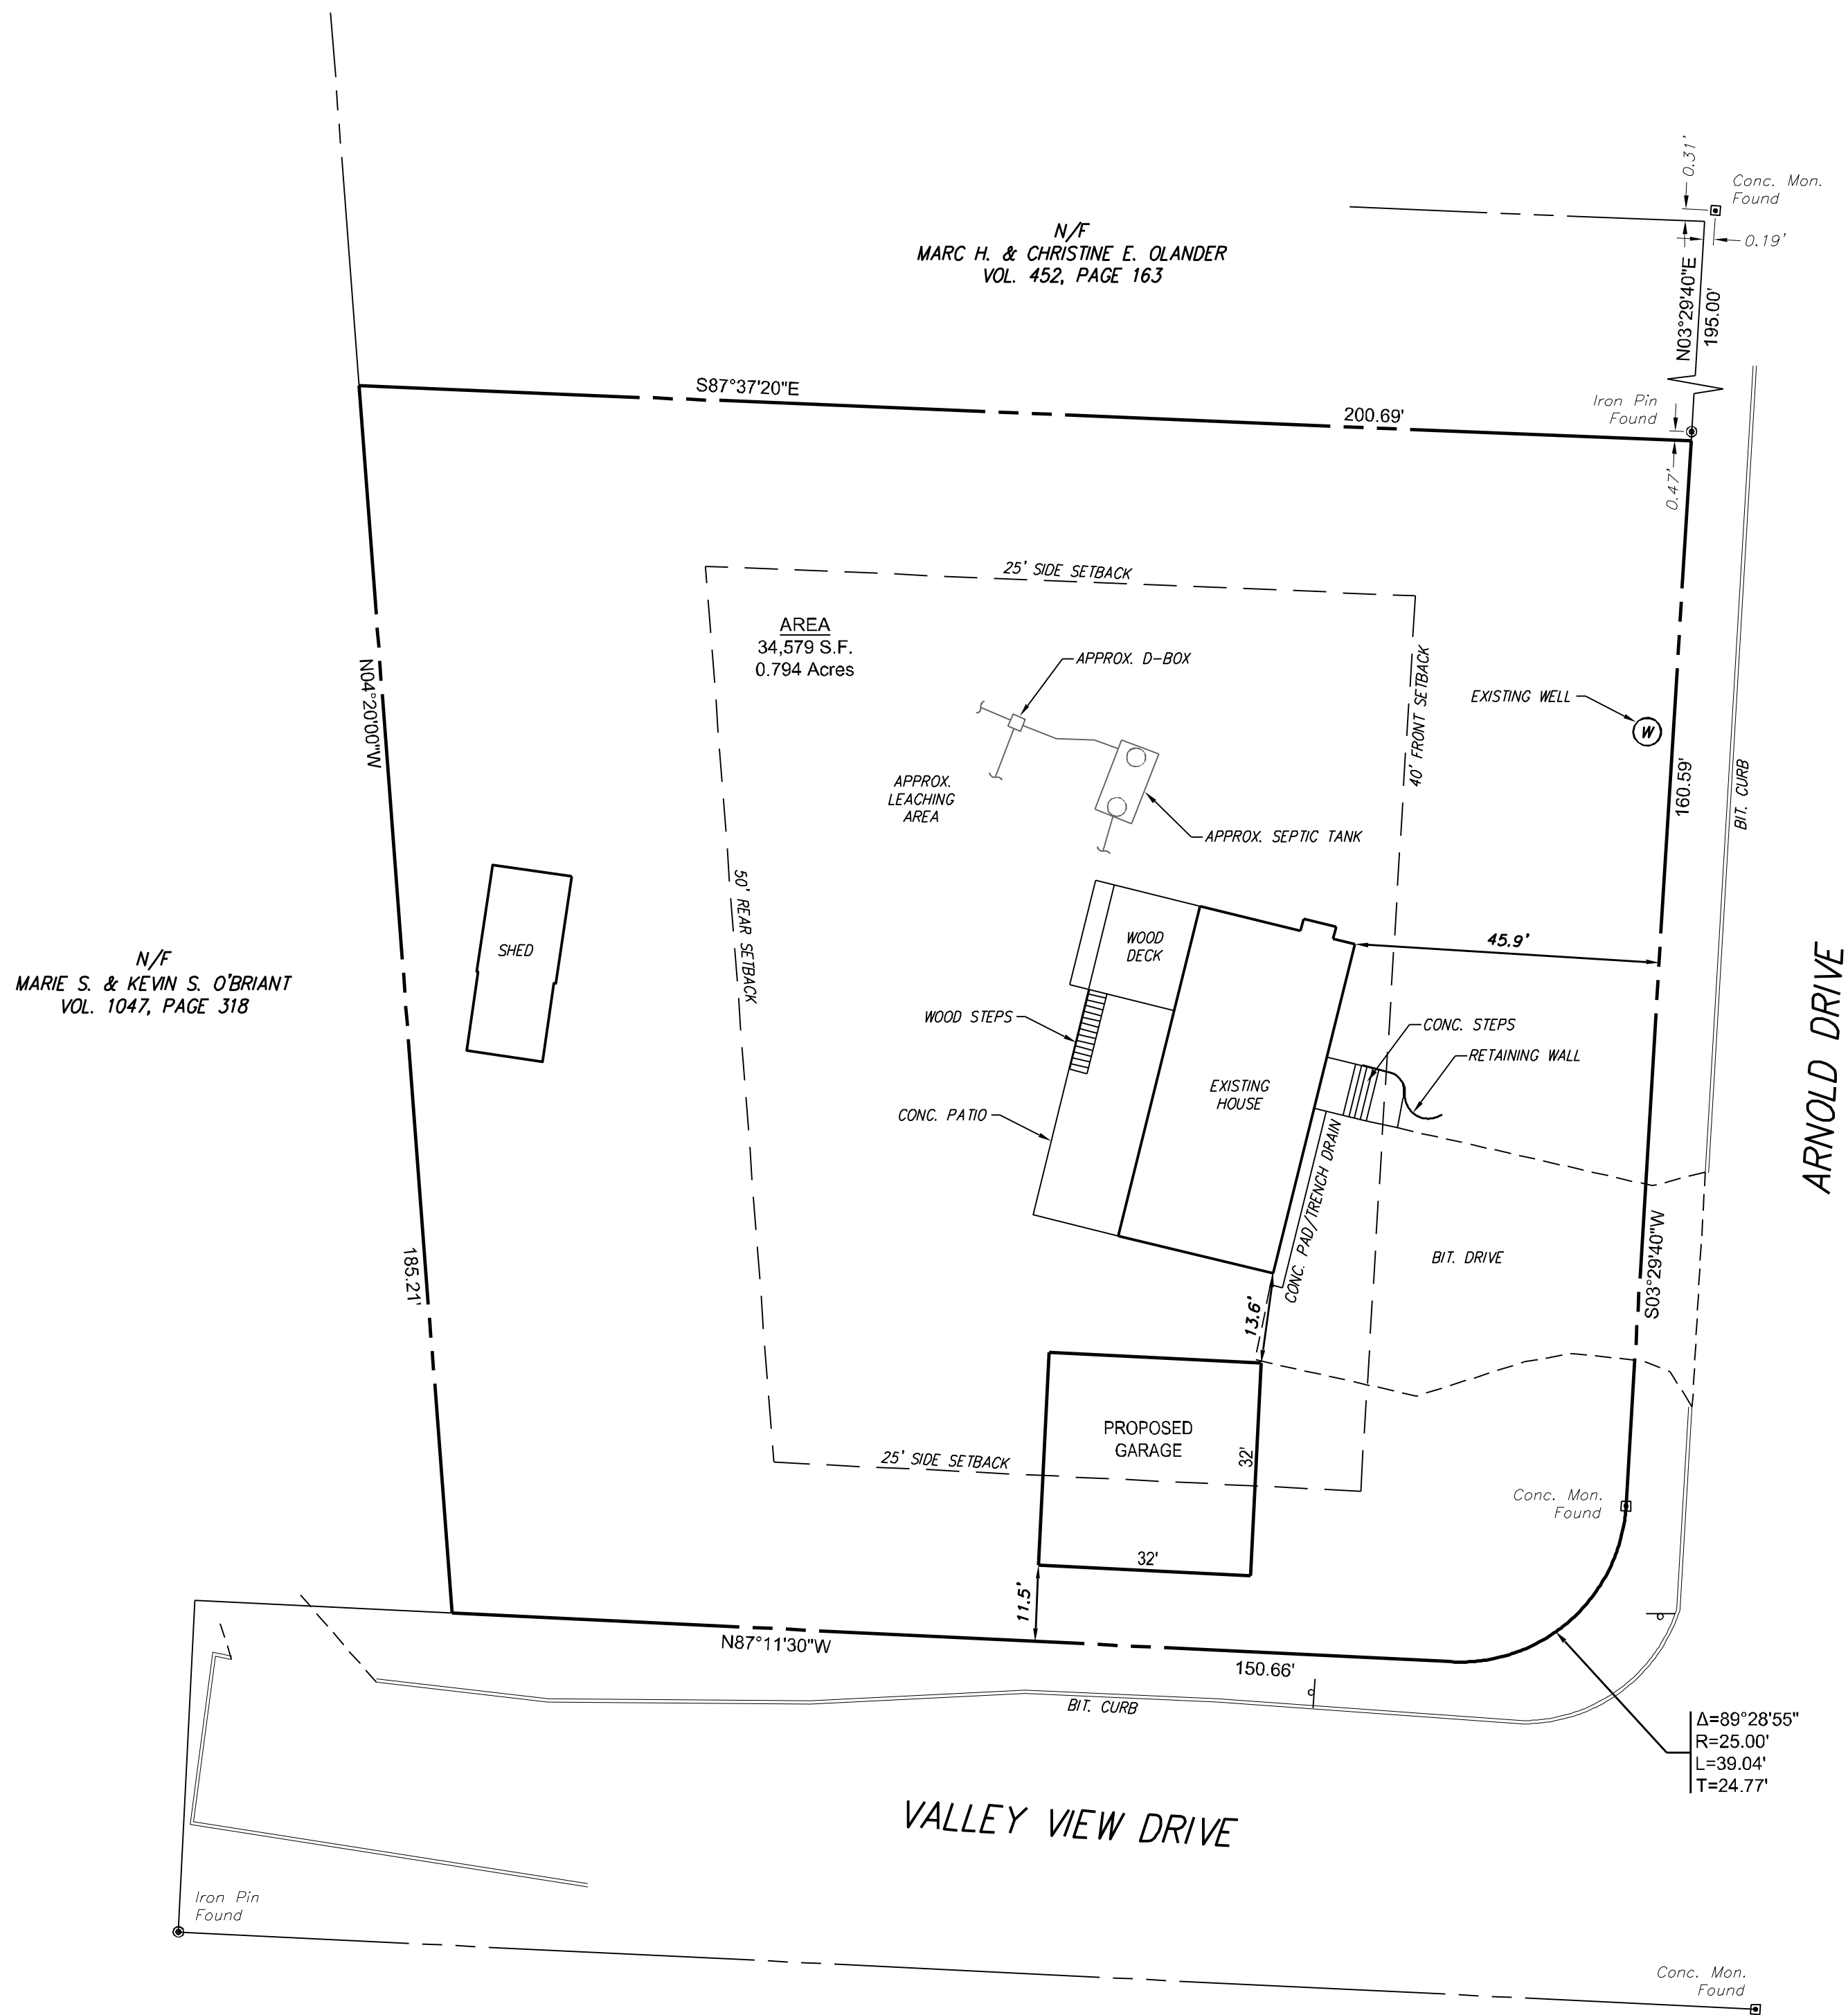 0.31'
Conc. Mon.
Found
0.19'
N/F
MARC H. & CHRISTINE E. OLANDER
VOL. 452, PAGE 163
N03°29'40"E
195.00'
S87°37'20"E
200.69'
Iron Pin
Found
0.47'
25' SIDE SETBACK
AREA
34,579 S.F.
0.794 Acres
APPROX. D-BOX
40' FRONT SETBACK
EXISTING WELL
W
N04°20'00"W
160.59'
BIT. CURB
APPROX.
LEACHING
AREA
APPROX. SEPTIC TANK
50' REAR SETBACK
SHED
WOOD
DECK
45.9'
N/F
MARIE S. & KEVIN S. O'BRIANT
VOL. 1047, PAGE 318
ARNOLD DRIVE
WOOD STEPS
CONC. STEPS
RETAINING WALL
EXISTING
HOUSE
CONC. PATIO
CONC. PAD/TRENCH DRAIN
BIT. DRIVE
S03°29'40"W
185.21'
13.6'
PROPOSED
GARAGE
32'
25' SIDE SETBACK
Conc. Mon.
Found
32'
11.5'
N87°11'30"W
150.66'
BIT. CURB
Δ=89°28'55"
R=25.00'
L=39.04'
T=24.77'
VALLEY VIEW DRIVE
Iron Pin
Found
Conc. Mon.
Found